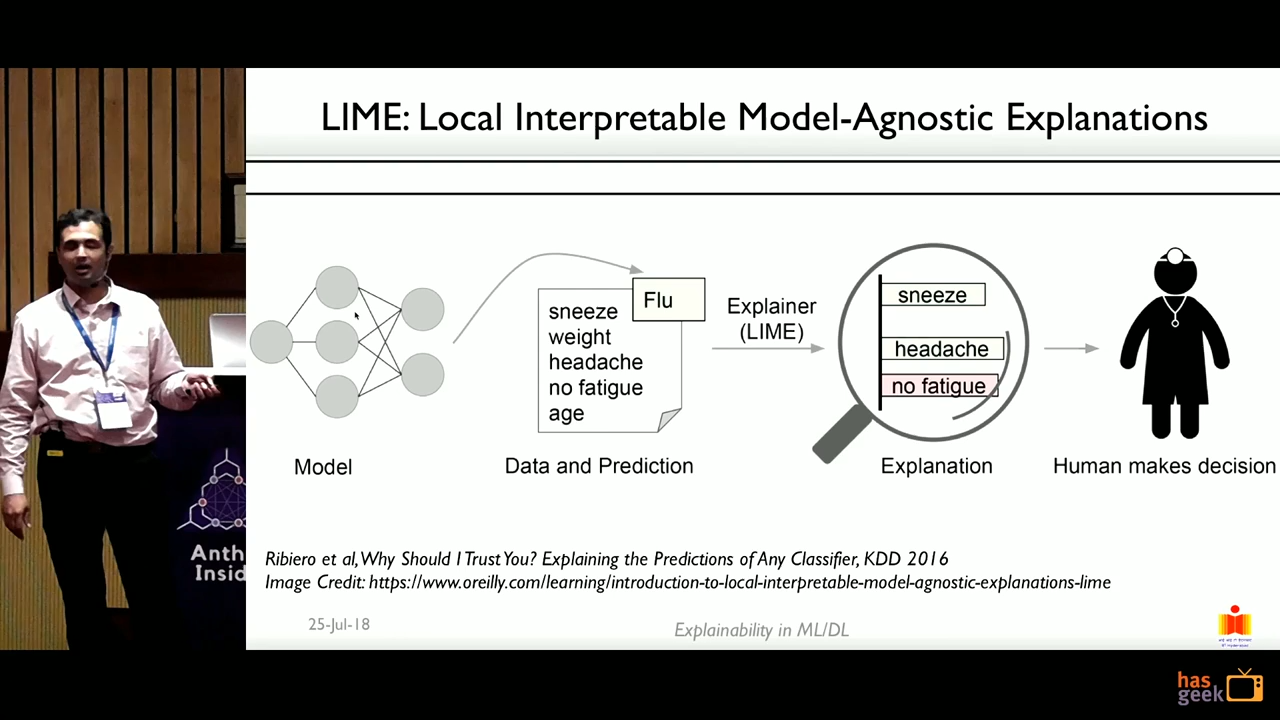 LIME: Local Interpretable Model-Agnostic Explanations
Flu
sneeze
weight
headache
no fatigue
age
Explainer
(LIME)
sneeze
headache
no fatigue
Model
Data and Prediction
Explanation
Human makes decision
Ribiero et al, Why Should I Trust You? Explaining the Predictions of Any Classifier, KDD 2016
Image Credit: https://www.oreilly.com/learning/introduction-to-local-interpretable-model-agnostic-explanations-lime
25-Jul-18
Explainability in ML/DL
Anth
Insid
has
geek